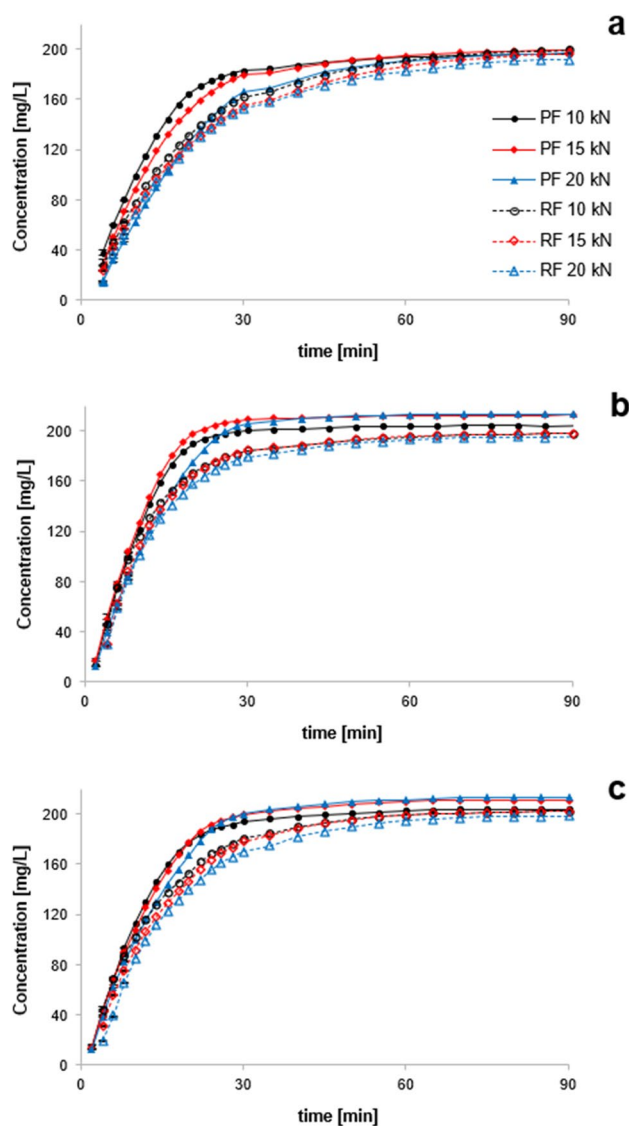 a
200
160
120
80
40
0
Concentration [mg/L]
PF 10 kN
PF 15 kN
PF 20 kN
RF 10 kN
RF 15 kN
RF 20 kN
0 30 60 90
time [min]
b
200
160
120
80
40
0
Concentration [mg/L]
0 30 60 90
time [min]
c
200
160
120
80
40
0
Concentration [mg/L]
0 30 60 90
time [min]